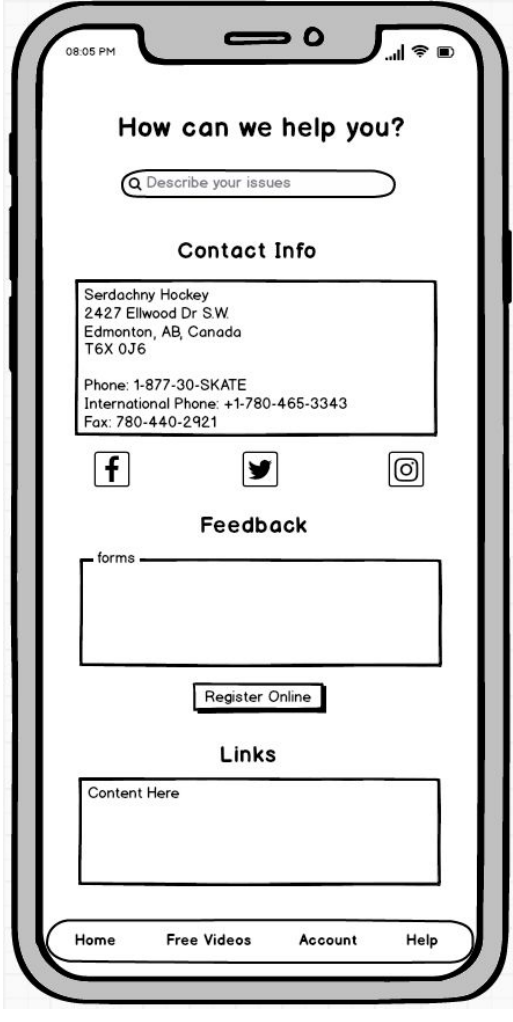 08:05 PM
How can we help you?
Describe your issues
Contact Info
Serdachny Hockey
2427 Ellwood Dr S.W.
Edmonton, AB, Canada
T6X 0J6
Phone: 1-877-30-SKATE
International Phone: +1-780-465-3343
Fax: 780-440-2921
Feedback
forms
Register Online
Links
Content Here
Home Free Videos Account Help